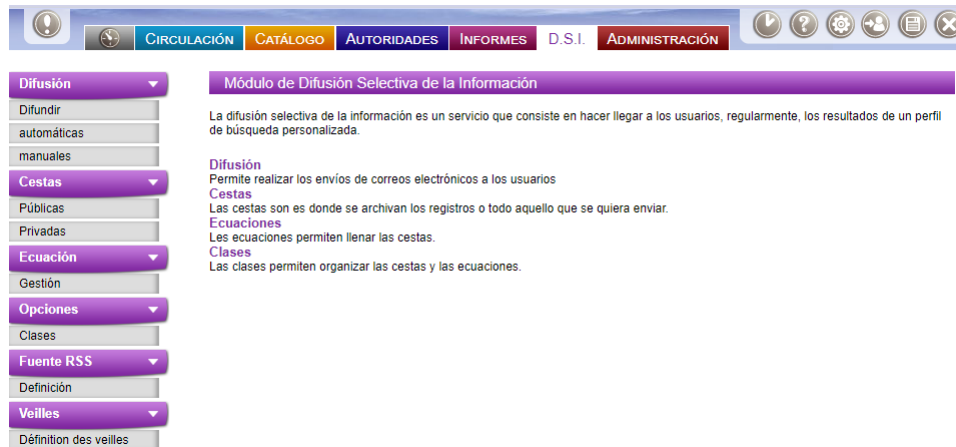 CIRCULACIÓN CATÁLOGO AUTORIDADES INFORMES D.S.I. ADMINISTRACIÓN
Difusión
Difundir
automáticas
manuales
Cestas
Públicas
Privadas
Ecuación
Gestión
Opciones
Clases
Fuente RSS
Definición
Veilles
Définition des veilles
Módulo de Difusión Selectiva de la Información
La difusión selectiva de la información es un servicio que consiste en hacer llegar a los usuarios, regularmente, los resultados de un perfil
de búsqueda personalizada.
Difusión
Permite realizar los envíos de correos electrónicos a los usuarios
Cestas
Las cestas son es donde se archivan los registros o todo aquello que se quiera enviar.
Ecuaciones
Les ecuaciones permiten llenar las cestas.
Clases
Las clases permiten organizar las cestas y las ecuaciones.